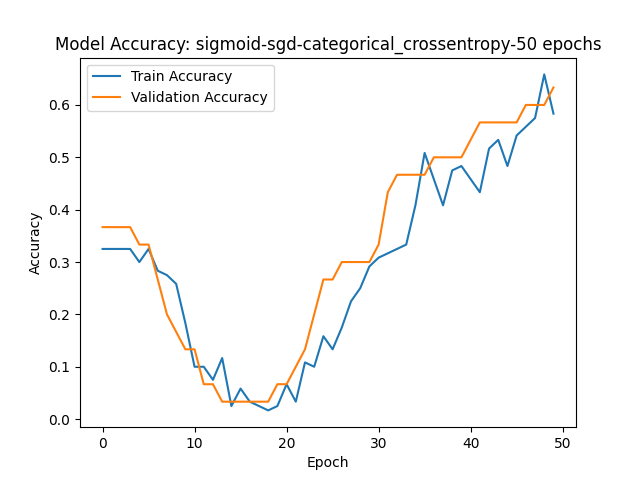 Model Accuracy: sigmoid-sgd-categorical_crossentropy-50 epochs
Train Accuracy
Validation Accuracy
0.6
0.5
0.4
0.3
0.2
0.1
0.0
Accuracy
0 10 20 30 40 50
Epoch